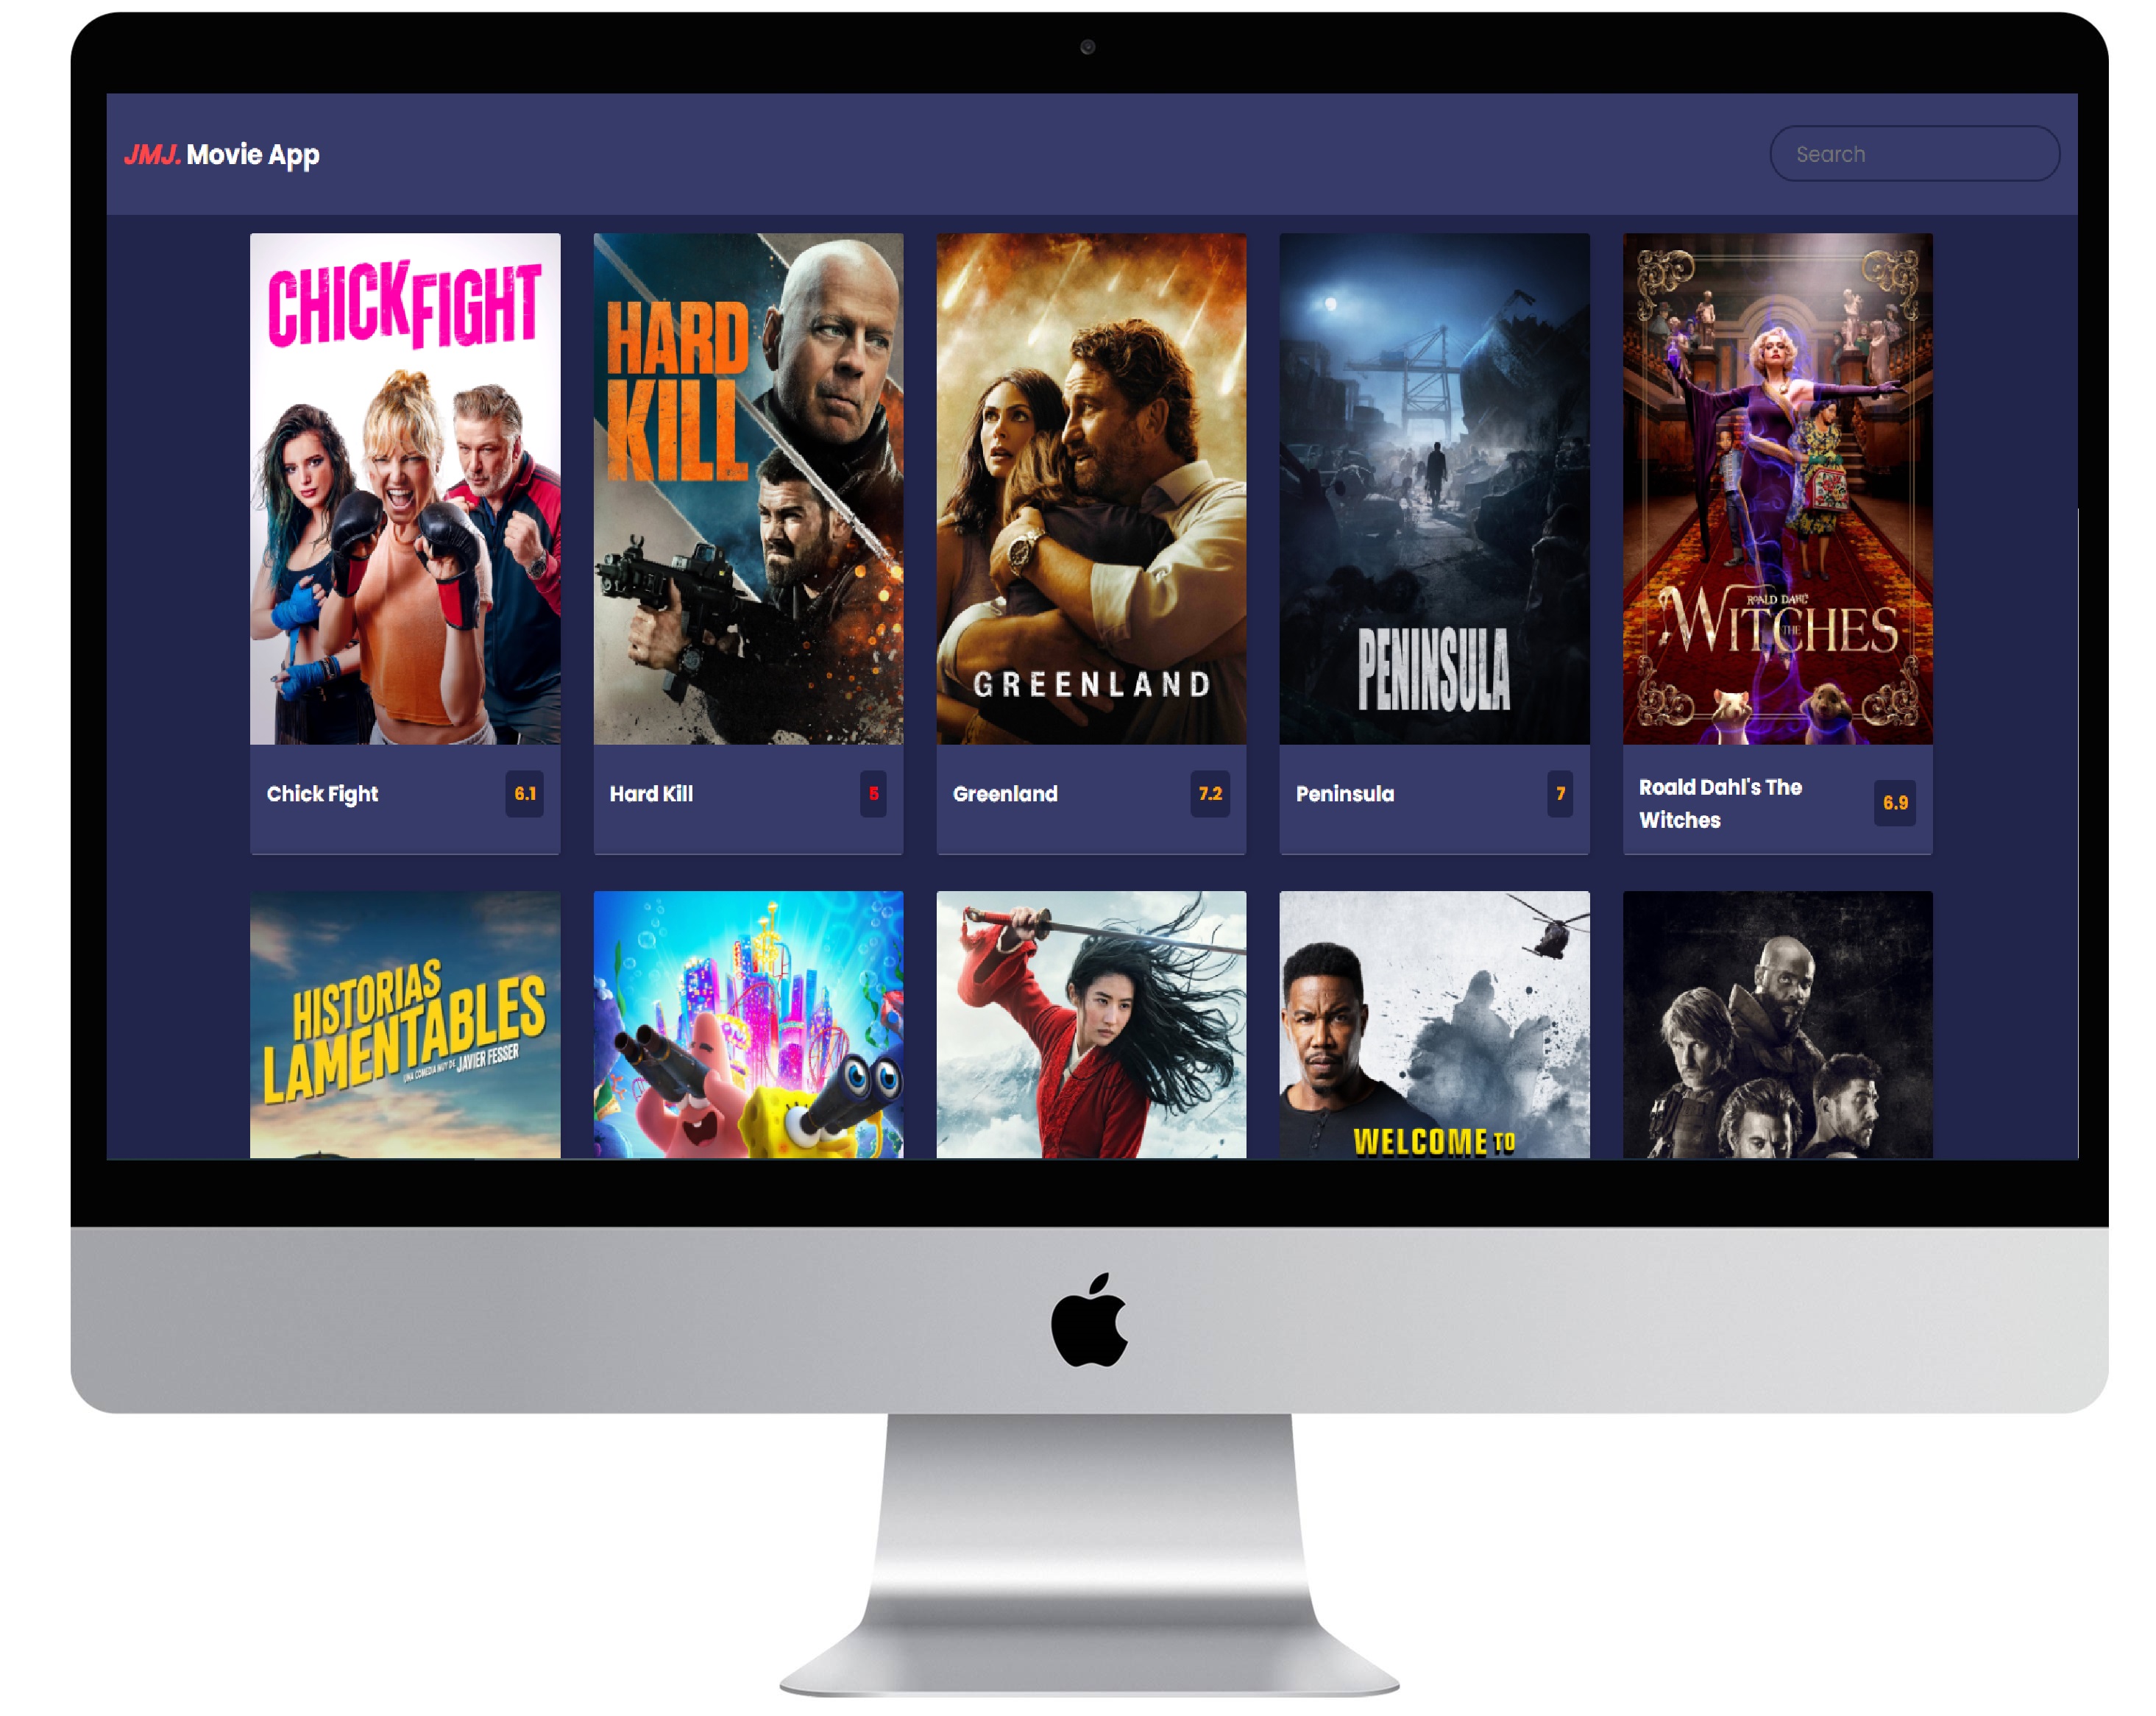 JMJ. Movie App
Search
CHICKFIGHT
HARD
KILL
GREENLAND
PENINSULA
ROALD DAHL'S
THE
WITCHES
Chick Fight
6.1
Hard Kill
5
Greenland
7.2
Peninsula
7
Roald Dahl's The
Witches
6.9
HISTORIAS
LAMENTABLES
UNA COMEDIA MUY DE JAVIER FESSER
WELCOME TO